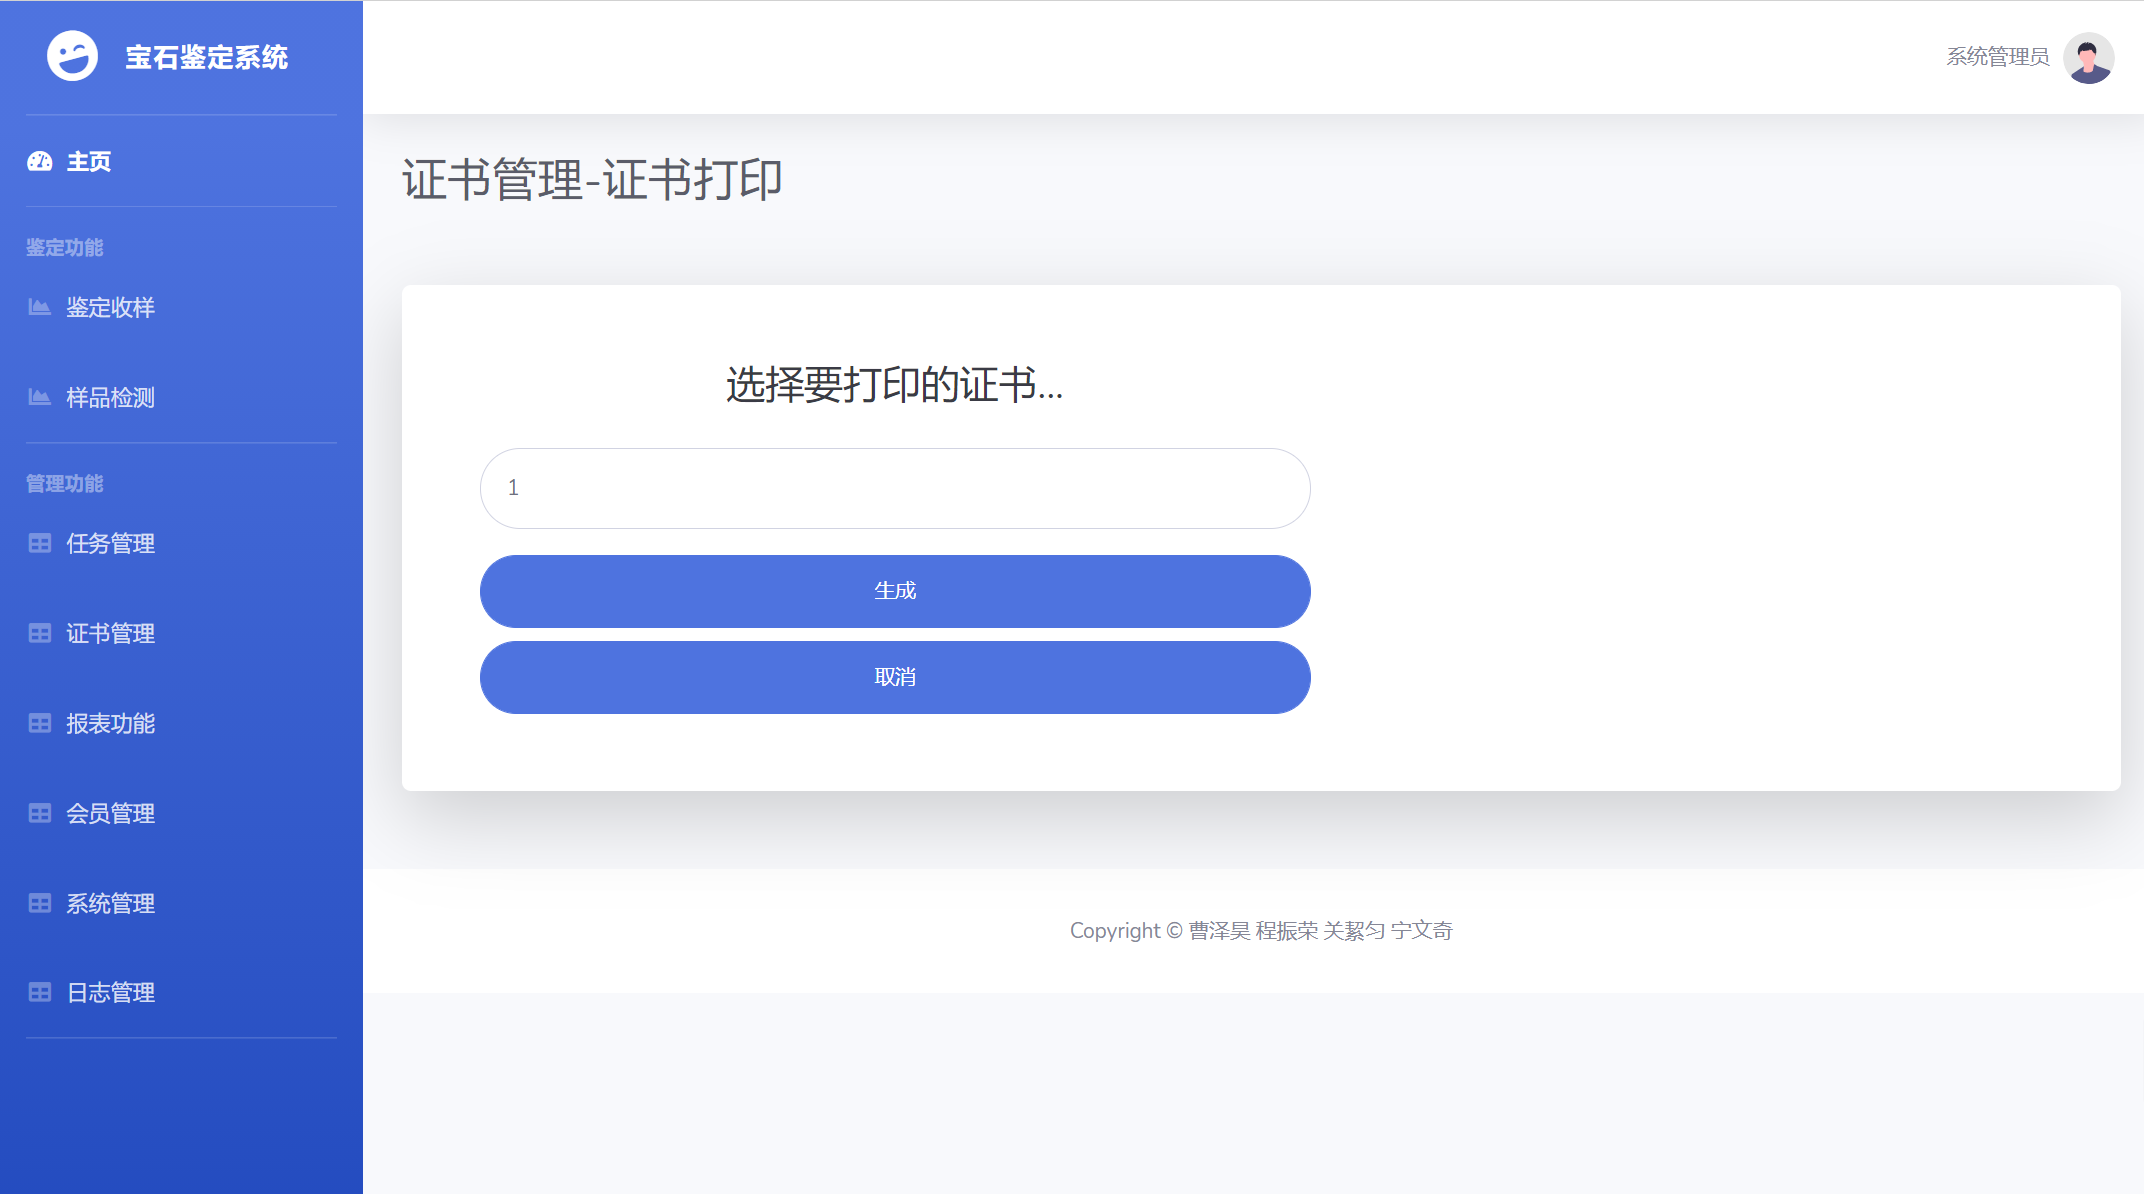 宝石鉴定系统
系统管理员
主页
鉴定功能
鉴定收样
样品检测
管理功能
任务管理
证书管理
报表功能
会员管理
系统管理
日志管理
证书管理-证书打印
选择要打印的证书...
1
生成
取消
Copyright © 曹泽昊 程振荣 关絜匀 宁文奇